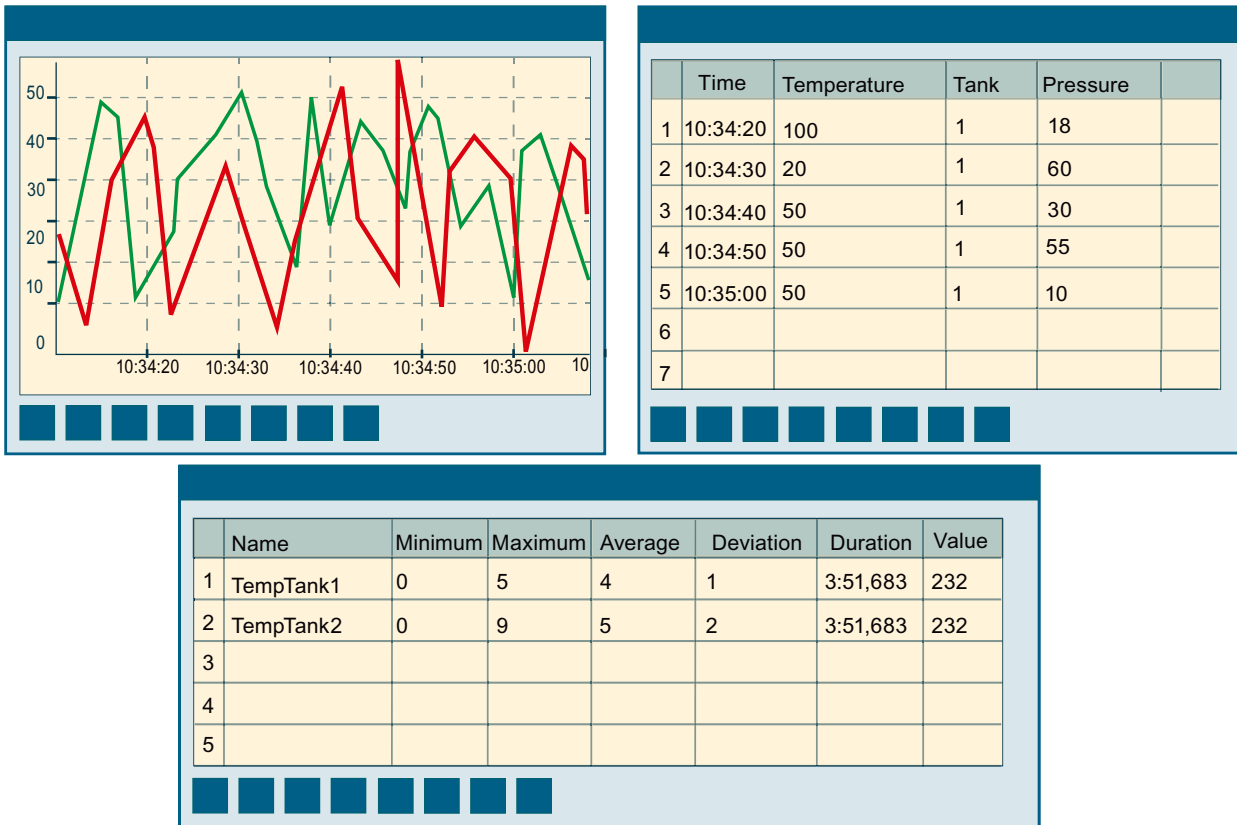 50
40
30
20
10
0
10:34:20 10:34:30 10:34:40 10:34:50 10:35:00 10
Time Temperature Tank Pressure
1 10:34:20 100 1 18
2 10:34:30 20 1 60
3 10:34:40 50 1 30
4 10:34:50 50 1 55
5 10:35:00 50 1 10
6
7
Name Minimum Maximum Average Deviation Duration Value
1 TempTank1 0 5 4 1 3:51,683 232
2 TempTank2 0 9 5 2 3:51,683 232
3
4
5